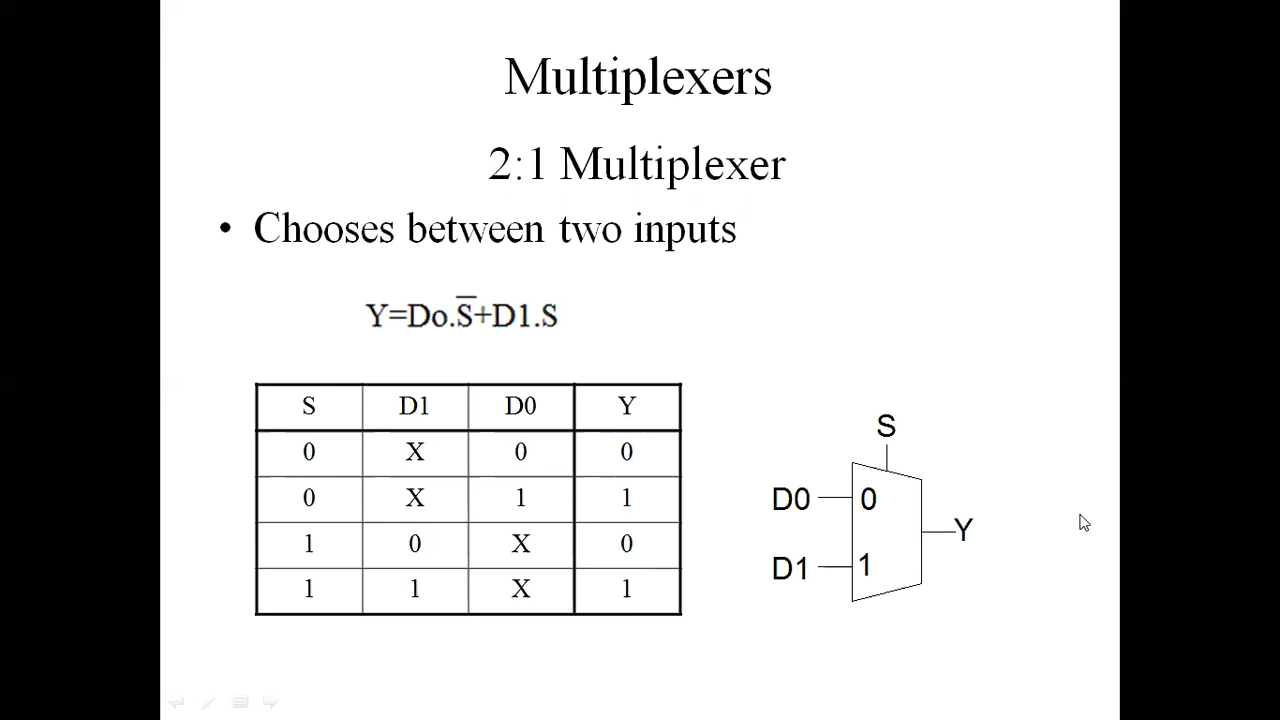 Multiplexers
2:1 Multiplexer
• Chooses between two inputs
Y=Do.S̅+D1.S
S D1 D0 Y
0 X 0 0
0 X 1 1
1 0 X 0
1 1 X 1
S
D0 0
Y
D1 1